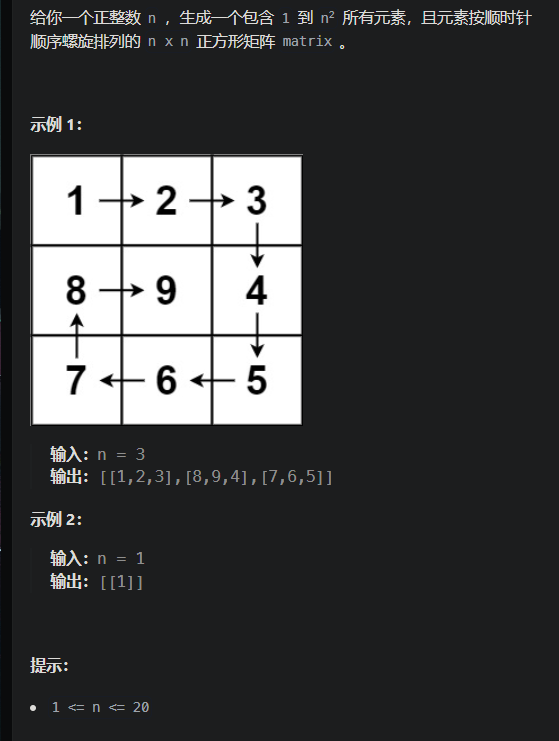 给你一个正整数 n ，生成一个包含 1 到 n² 所有元素，且元素按顺时针
顺序螺旋排列的 n x n 正方形矩阵 matrix 。
示例 1：
1 2 3
8 9 4
7 6 5
输入：n = 3
输出：[[1,2,3],[8,9,4],[7,6,5]]
示例 2：
输入：n = 1
输出：[[1]]
提示：
1 <= n <= 20